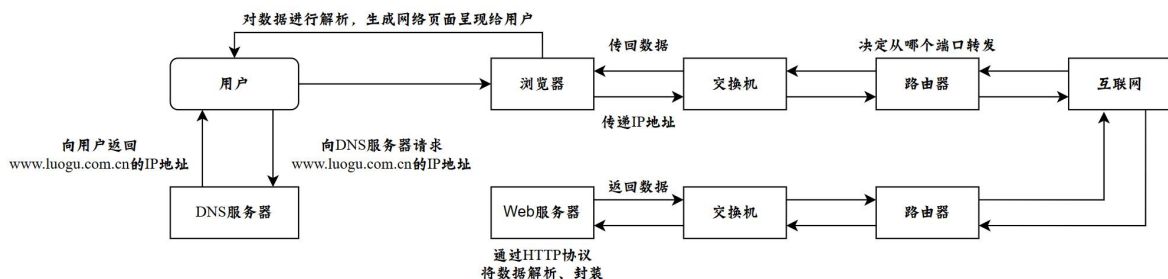 对数据进行解析，生成网络页面呈现给用户
传回数据
决定从哪个端口转发
用户
浏览器
交换机
路由器
互联网
传递IP地址
向用户返回
www.luogu.com.cn的IP地址
向DNS服务器请求
www.luogu.com.cn的IP地址
返回数据
DNS服务器
Web服务器
交换机
路由器
通过HTTP协议
将数据解析、封装